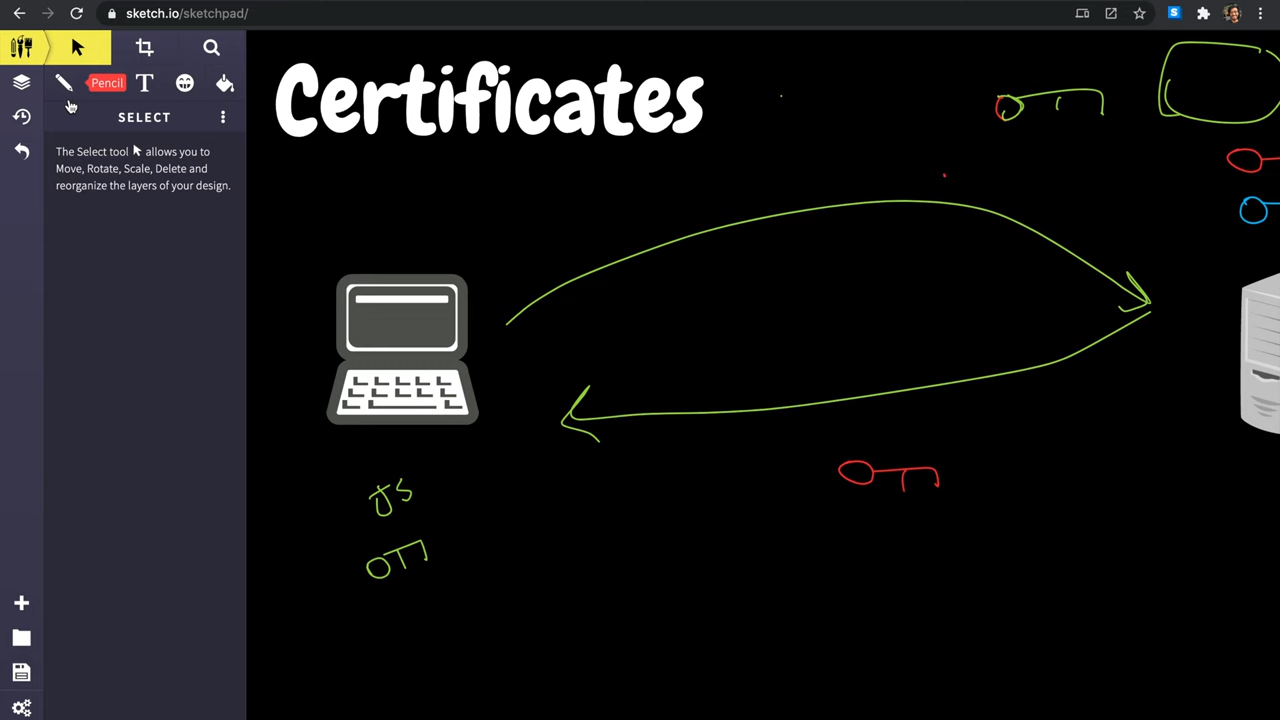 sketch.io/sketchpad/
Certificates
Pencil
T
SELECT
The Select tool allows you to
Move, Rotate, Scale, Delete and
reorganize the layers of your design.
JS